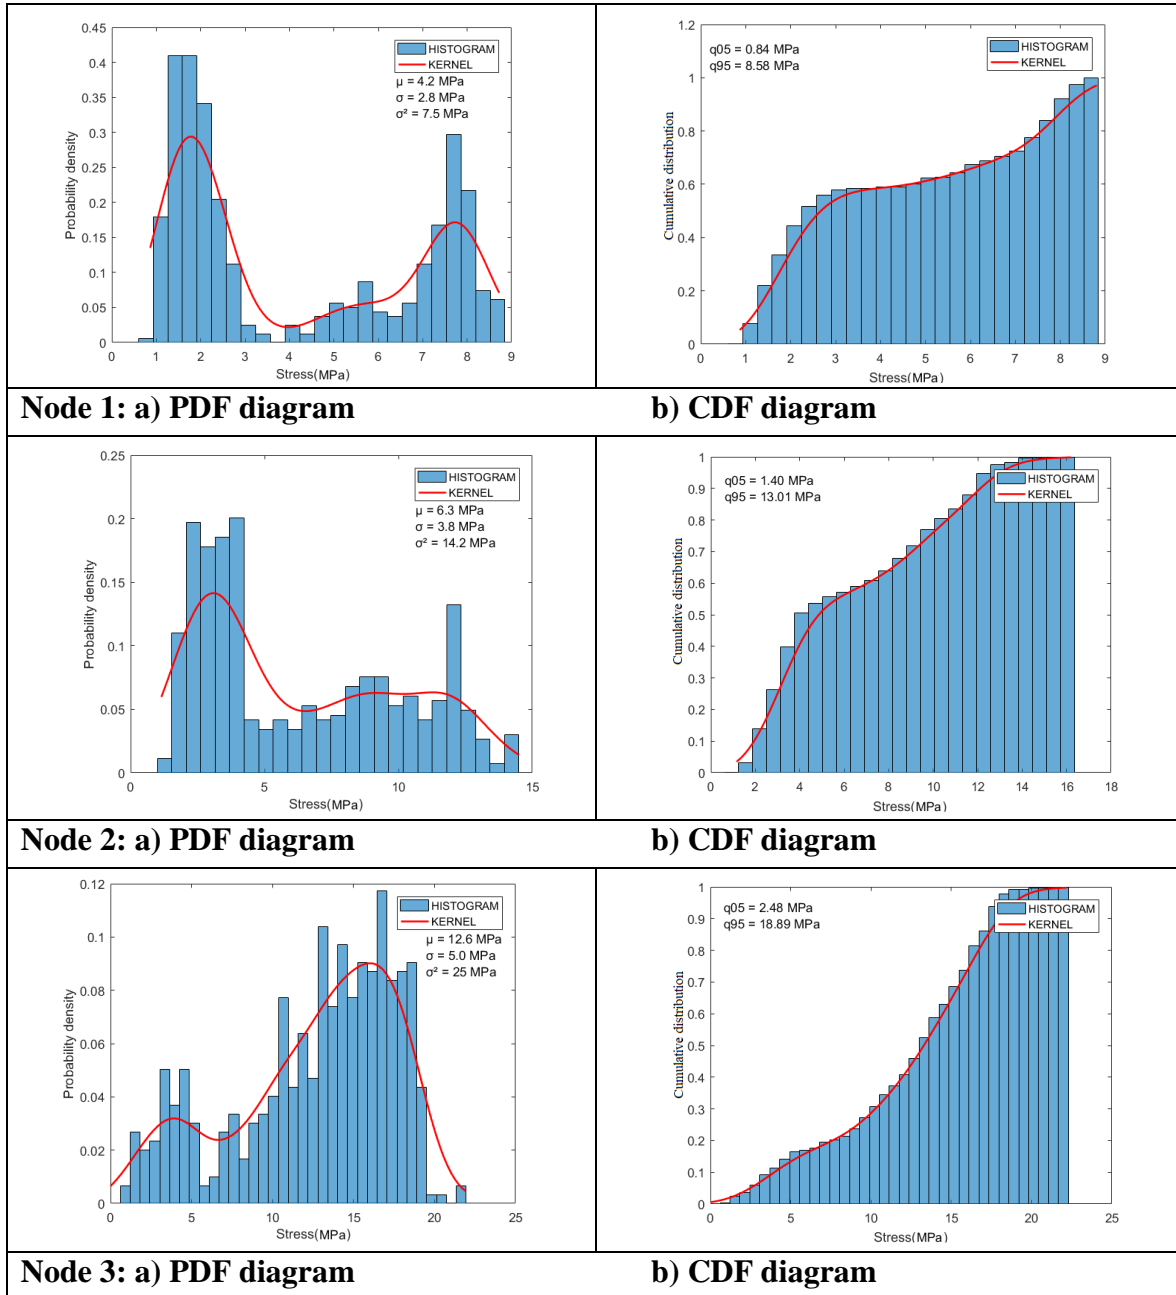 0.45
0.4
0.35
0.3
0.25
0.2
0.15
0.1
0.05
0
Probability density
HISTOGRAM
KERNEL
μ = 4.2 MPa
σ = 2.8 MPa
σ² = 7.5 MPa
0 1 2 3 4 5 6 7 8 9
Stress(MPa)
1.2
1
0.8
0.6
0.4
0.2
0
Cumulative distribution
q05 = 0.84 MPa
q95 = 8.58 MPa
HISTOGRAM
KERNEL
0 1 2 3 4 5 6 7 8 9
Stress(MPa)
Node 1: a) PDF diagram
b) CDF diagram
0.25
0.2
0.15
0.1
0.05
0
Probability density
HISTOGRAM
KERNEL
μ = 6.3 MPa
σ = 3.8 MPa
σ² = 14.2 MPa
0 5 10 15
Stress(MPa)
1
0.9
0.8
0.7
0.6
0.5
0.4
0.3
0.2
0.1
0
Cumulative distribution
q05 = 1.40 MPa
q95 = 13.01 MPa
HISTOGRAM
KERNEL
0 2 4 6 8 10 12 14 16 18
Stress(MPa)
Node 2: a) PDF diagram
b) CDF diagram
0.12
0.1
0.08
0.06
0.04
0.02
0
Probability density
HISTOGRAM
KERNEL
μ = 12.6 MPa
σ = 5.0 MPa
σ² = 25 MPa
0 5 10 15 20 25
Stress(MPa)
1
0.9
0.8
0.7
0.6
0.5
0.4
0.3
0.2
0.1
0
Cumulative distribution
q05 = 2.48 MPa
q95 = 18.89 MPa
HISTOGRAM
KERNEL
0 5 10 15 20 25
Stress(MPa)
Node 3: a) PDF diagram
b) CDF diagram